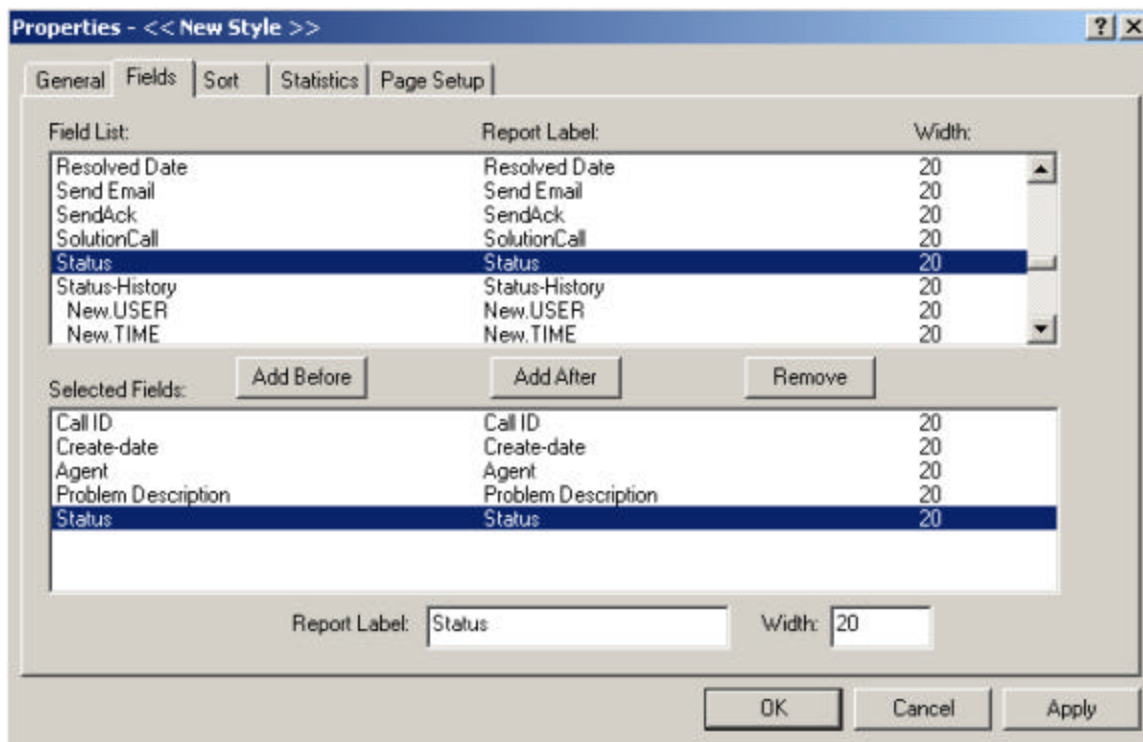 Properties - << New Style >>
General Fields Sort Statistics Page Setup
Field List: Report Label: Width:
Resolved Date Resolved Date 20
Send Email Send Email 20
SendAck SendAck 20
SolutionCall SolutionCall 20
Status Status 20
Status-History Status-History 20
New.USER New.USER 20
New.TIME New.TIME 20
Selected Fields: Add Before Add After Remove
Call ID Call ID 20
Create-date Create-date 20
Agent Agent 20
Problem Description Problem Description 20
Status Status 20
Report Label: Status Width: 20
OK Cancel Apply